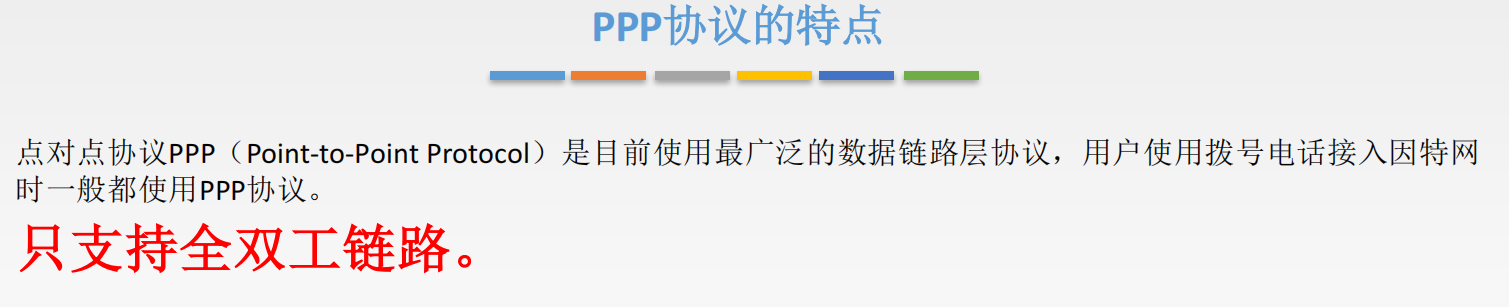 PPP协议的特点
点对点协议PPP（Point-to-Point Protocol）是目前使用最广泛的数据链路层协议，用户使用拨号电话接入因特网
时一般都使用PPP协议。
只支持全双工链路。